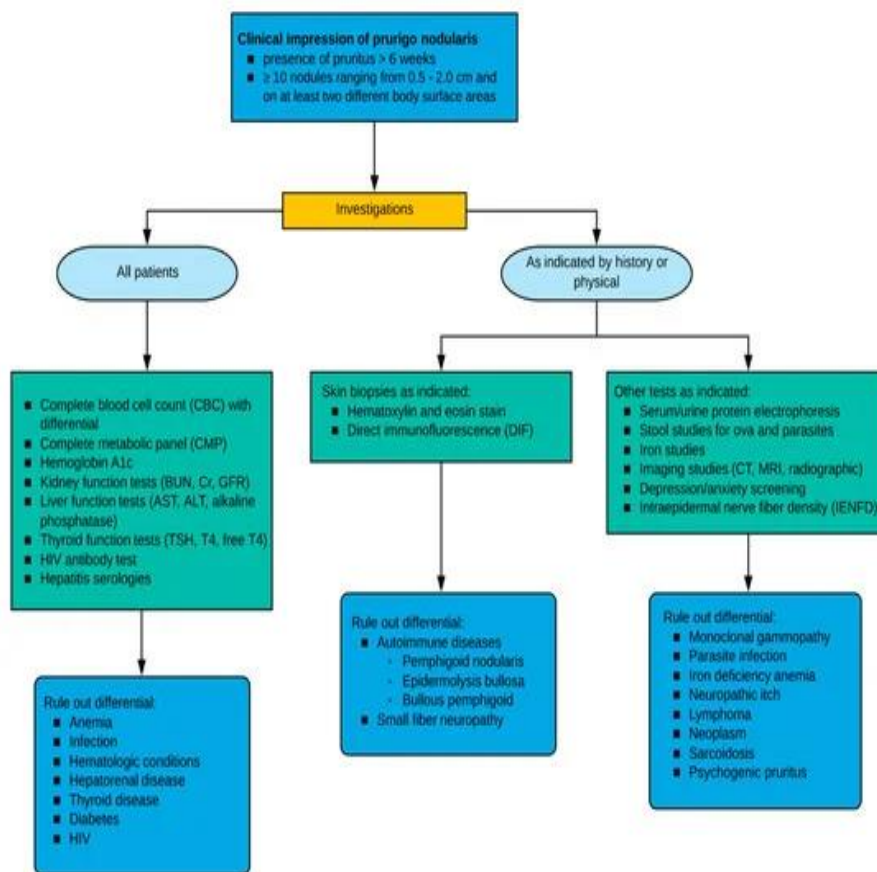 Clinical impression of prurigo nodularis
■ presence of pruritus > 6 weeks
■ ≥ 10 nodules ranging from 0.5 - 2.0 cm and
on at least two different body surface areas
Investigations
All patients
As indicated by history or
physical
■ Complete blood cell count (CBC) with
differential
■ Complete metabolic panel (CMP)
■ Hemoglobin A1c
■ Kidney function tests (BUN, Cr, GFR)
■ Liver function tests (AST, ALT, alkaline
phosphatase)
■ Thyroid function tests (TSH, T4, free T4)
■ HIV antibody test
■ Hepatitis serologies
Skin biopsies as indicated:
■ Hematoxylin and eosin stain
■ Direct immunofluorescence (DIF)
Other tests as indicated:
■ Serum/urine protein electrophoresis
■ Stool studies for ova and parasites
■ Iron studies
■ Imaging studies (CT, MRI, radiographic)
■ Depression/anxiety screening
■ Intraepidermal nerve fiber density (IENFD)
Rule out differential:
■ Anemia
■ Infection
■ Hematologic conditions
■ Hepatorenal disease
■ Thyroid disease
■ Diabetes
■ HIV
Rule out differential:
■ Autoimmune diseases
- Pemphigoid nodularis
- Epidermolysis bullosa
- Bullous pemphigoid
■ Small fiber neuropathy
Rule out differential:
■ Monoclonal gammopathy
■ Parasite infection
■ Iron deficiency anemia
■ Neuropathic itch
■ Lymphoma
■ Neoplasm
■ Sarcoidosis
■ Psychogenic pruritus